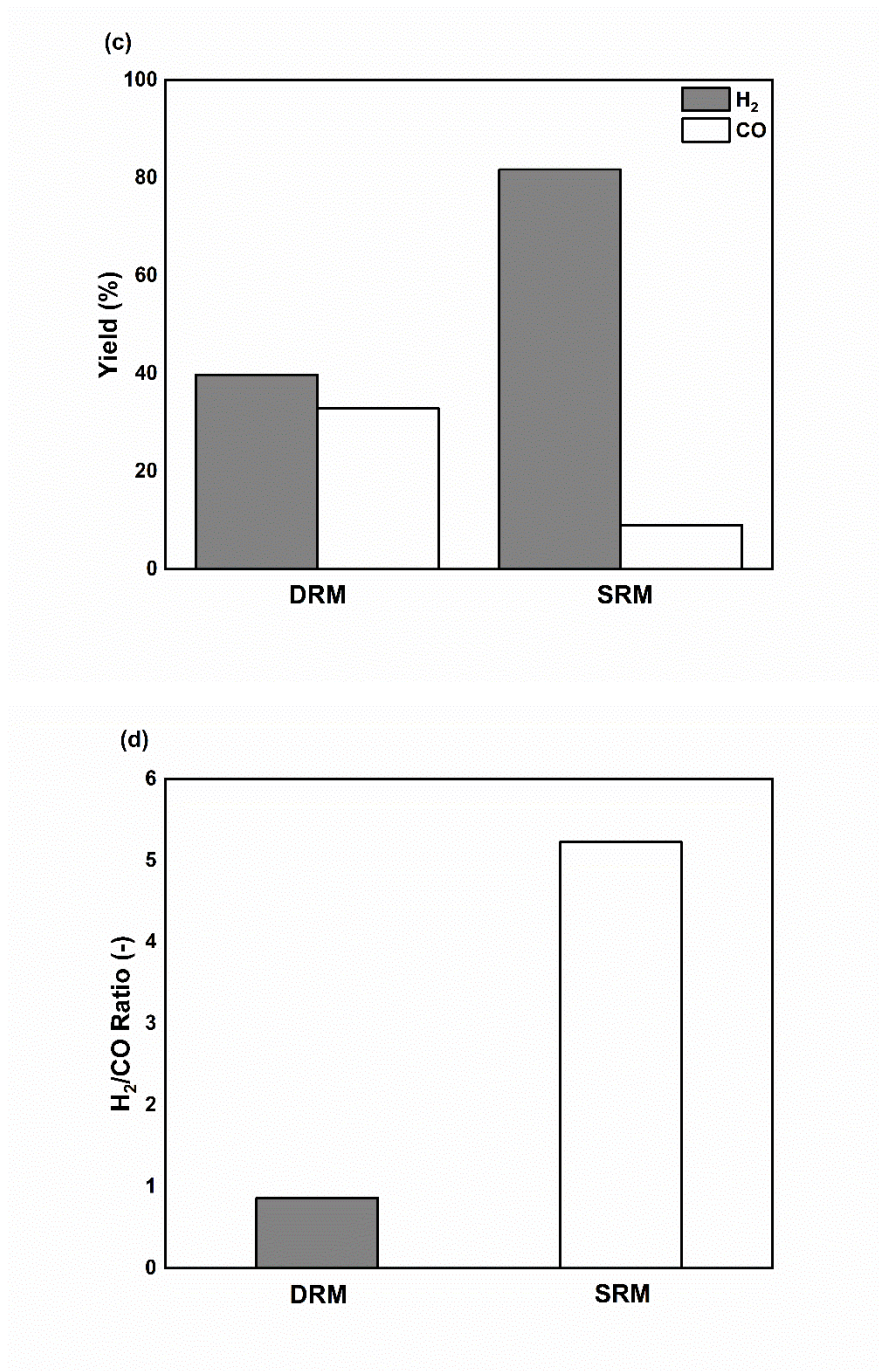 (c)
100
80
60
40
20
0
Yield (%)
H₂
CO
DRM SRM
(d)
6
5
4
3
2
1
0
H₂/CO Ratio (-)
DRM SRM